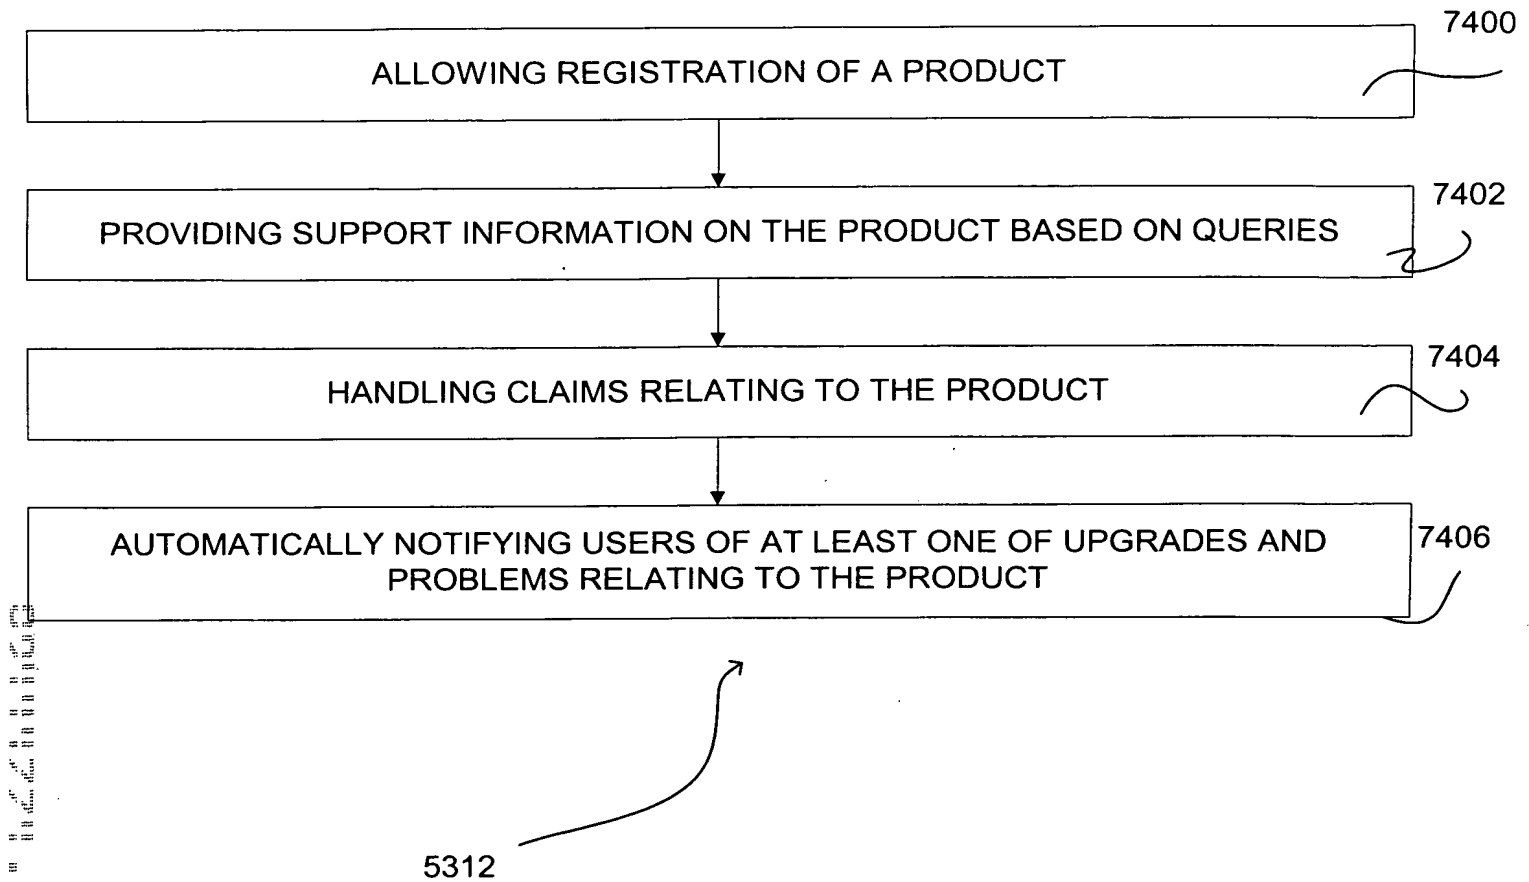 7400
ALLOWING REGISTRATION OF A PRODUCT
7402
PROVIDING SUPPORT INFORMATION ON THE PRODUCT BASED ON QUERIES
7404
HANDLING CLAIMS RELATING TO THE PRODUCT
7406
AUTOMATICALLY NOTIFYING USERS OF AT LEAST ONE OF UPGRADES AND
PROBLEMS RELATING TO THE PRODUCT
5312